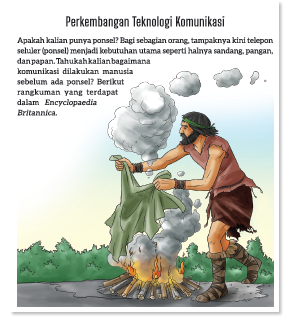 Perkembangan Teknologi Komunikasi
Apakah kalian punya ponsel? Bagi sebagian orang, tampaknya kini telepon
seluler (ponsel) menjadi kebutuhan utama seperti halnya sandang, pangan,
dan papan. Tahukah kalian bagaimana
komunikasi dilakukan manusia
sebelum ada ponsel? Berikut
rangkuman yang terdapat
dalam Encyclopaedia
Britannica.